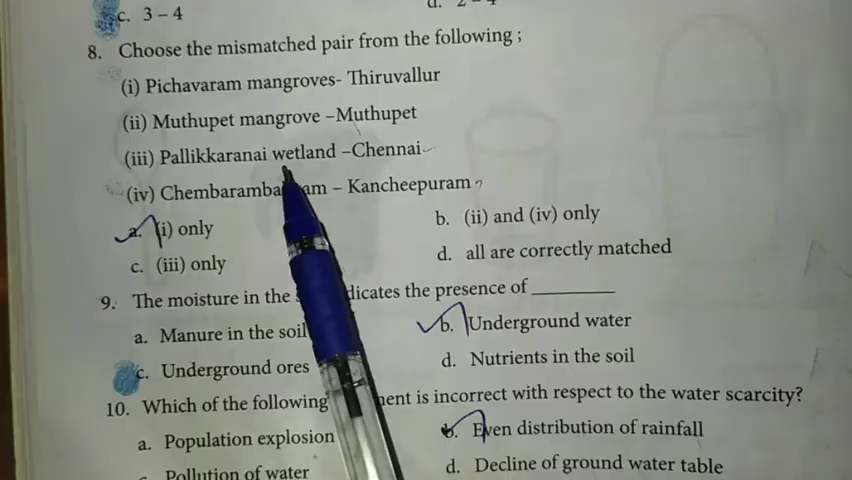 c. 3 – 4
8. Choose the mismatched pair from the following ;
(i) Pichavaram mangroves- Thiruvallur
(ii) Muthupet mangrove –Muthupet
(iii) Pallikkaranai wetland –Chennai
(iv) – Kancheepuram
a. (i) only
b. (ii) and (iv) only
c. (iii) only
d. all are correctly matched
9. The moisture in the dicates the presence of ________
a. Manure in the soil
b. Underground water
c. Underground ores
d. Nutrients in the soil
10. Which of the following ent is incorrect with respect to the water scarcity?
a. Population explosion
b. Even distribution of rainfall
Pollution of water
d. Decline of ground water table